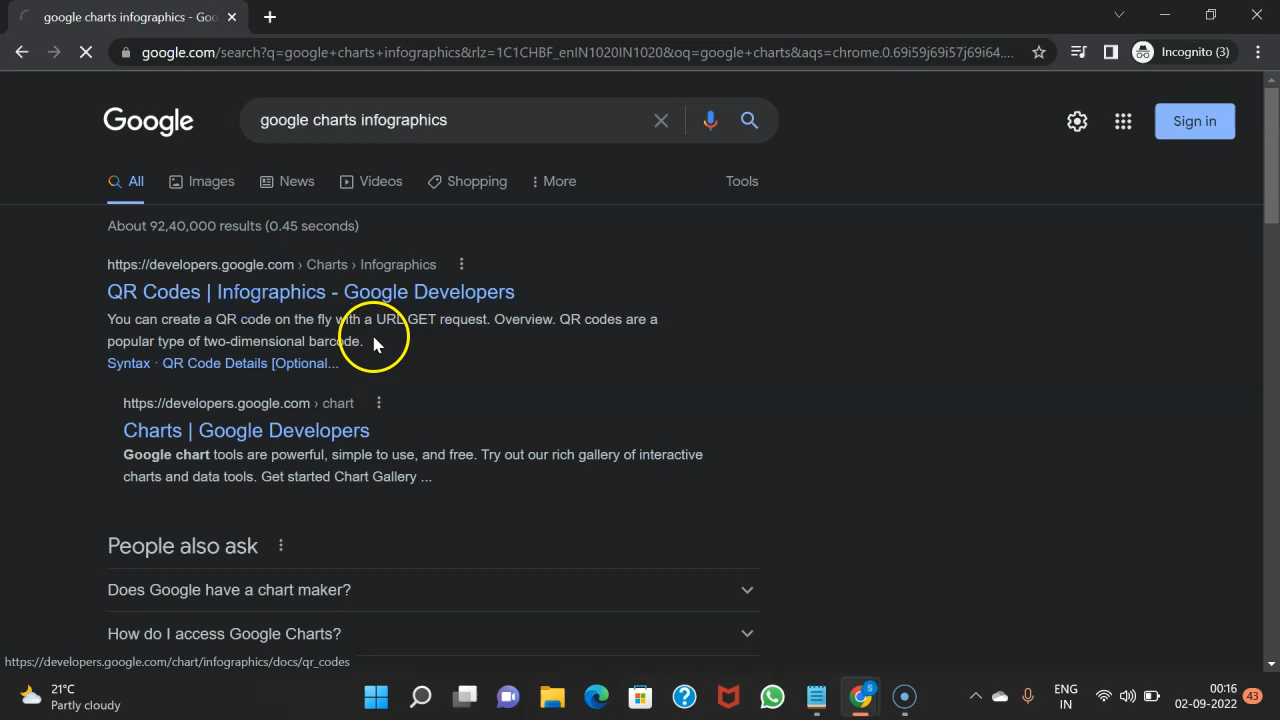 google charts infographics - Goo
google.com/search?q=google+charts+infographics&rlz=1C1CHBF_enIN1020IN1020&oq=google+charts&aqs=chrome.0.69i59j69i57j69i64....
Incognito (3)
Google
google charts infographics
Sign in
All
Images
News
Videos
Shopping
More
Tools
About 92,40,000 results (0.45 seconds)
https://developers.google.com › Charts › Infographics
QR Codes | Infographics - Google Developers
You can create a QR code on the fly with a URL GET request. Overview. QR codes are a
popular type of two-dimensional barcode.
Syntax · QR Code Details [Optional...
https://developers.google.com › chart
Charts | Google Developers
Google chart tools are powerful, simple to use, and free. Try out our rich gallery of interactive
charts and data tools. Get started Chart Gallery ...
People also ask
Does Google have a chart maker?
How do I access Google Charts?
https://developers.google.com/chart/infographics/docs/qr_codes
21°C
Partly cloudy
S
ENG
IN
00:16
02-09-2022
43